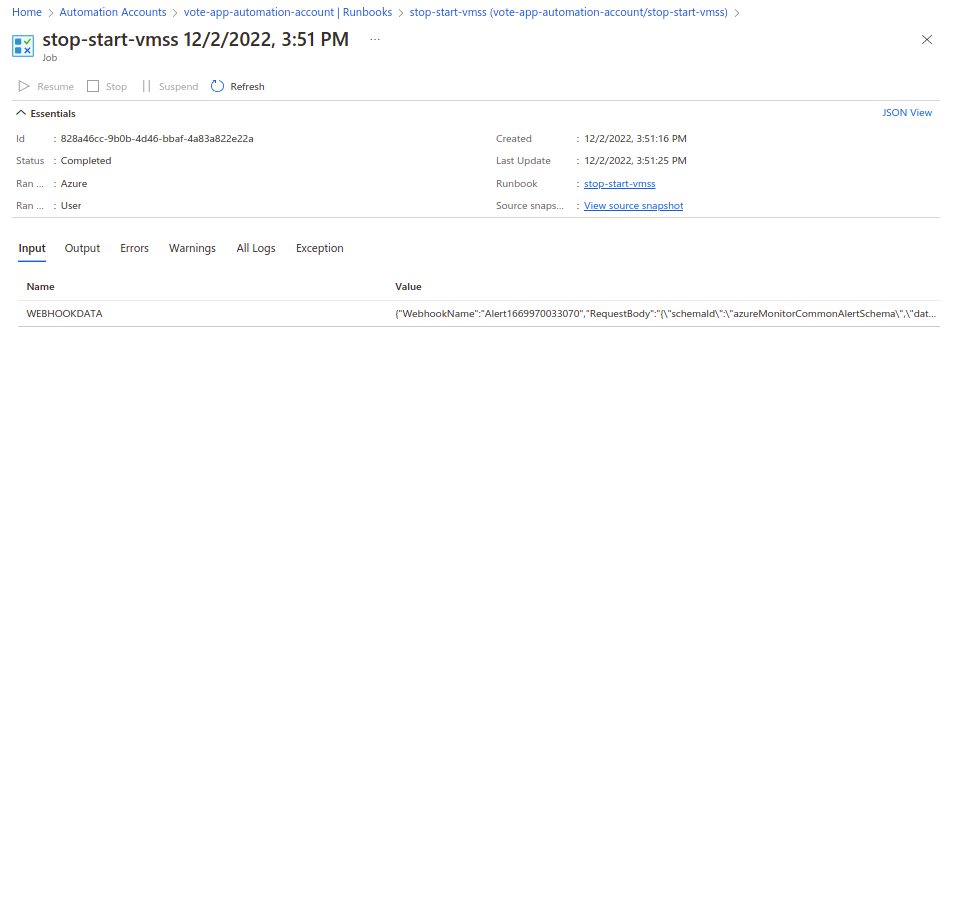 Home > Automation Accounts > vote-app-automation-account | Runbooks > stop-start-vmss (vote-app-automation-account/stop-start-vmss) >
stop-start-vmss 12/2/2022, 3:51 PM ...
Job
Resume Stop Suspend Refresh
Essentials JSON View
Id : 828a46cc-9b0b-4d46-bbaf-4a83a822e22a Created : 12/2/2022, 3:51:16 PM
Status : Completed Last Update : 12/2/2022, 3:51:25 PM
Ran ... : Azure Runbook : stop-start-vmss
Ran ... : User Source snaps... : View source snapshot
Input Output Errors Warnings All Logs Exception
Name Value
WEBHOOKDATA {"WebhookName":"Alert1669970033070","RequestBody":"{\"schemaId\":\"azureMonitorCommonAlertSchema\",\"dat...